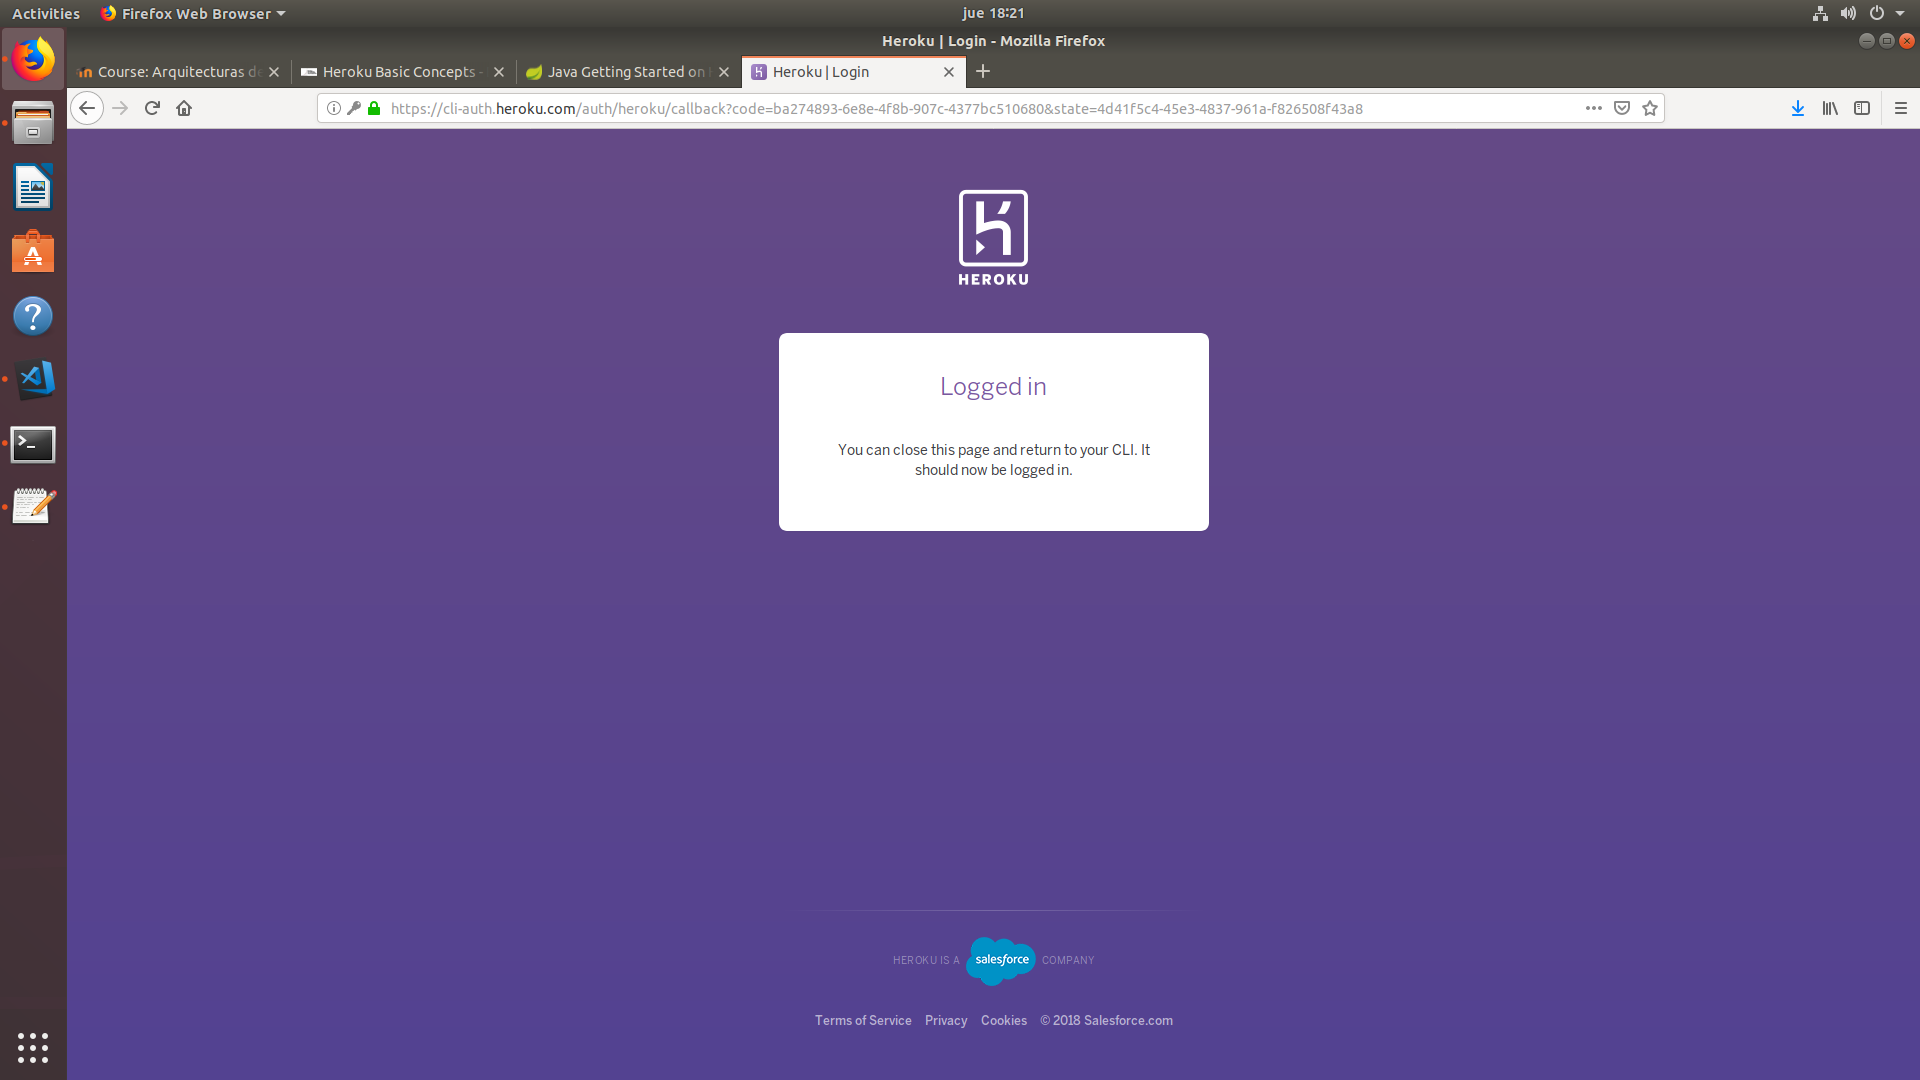 Activities
Firefox Web Browser
jue 18:21
Heroku | Login - Mozilla Firefox
Course: Arquitecturas de
Heroku Basic Concepts -
Java Getting Started on
Heroku | Login
https://cli-auth.heroku.com/auth/heroku/callback?code=ba274893-6e8e-4f8b-907c-4377bc510680&state=4d41f5c4-45e3-4837-961a-f826508f43a8
HEROKU
Logged in
You can close this page and return to your CLI. It
should now be logged in.
HEROKU IS A salesforce COMPANY
Terms of Service Privacy Cookies © 2018 Salesforce.com